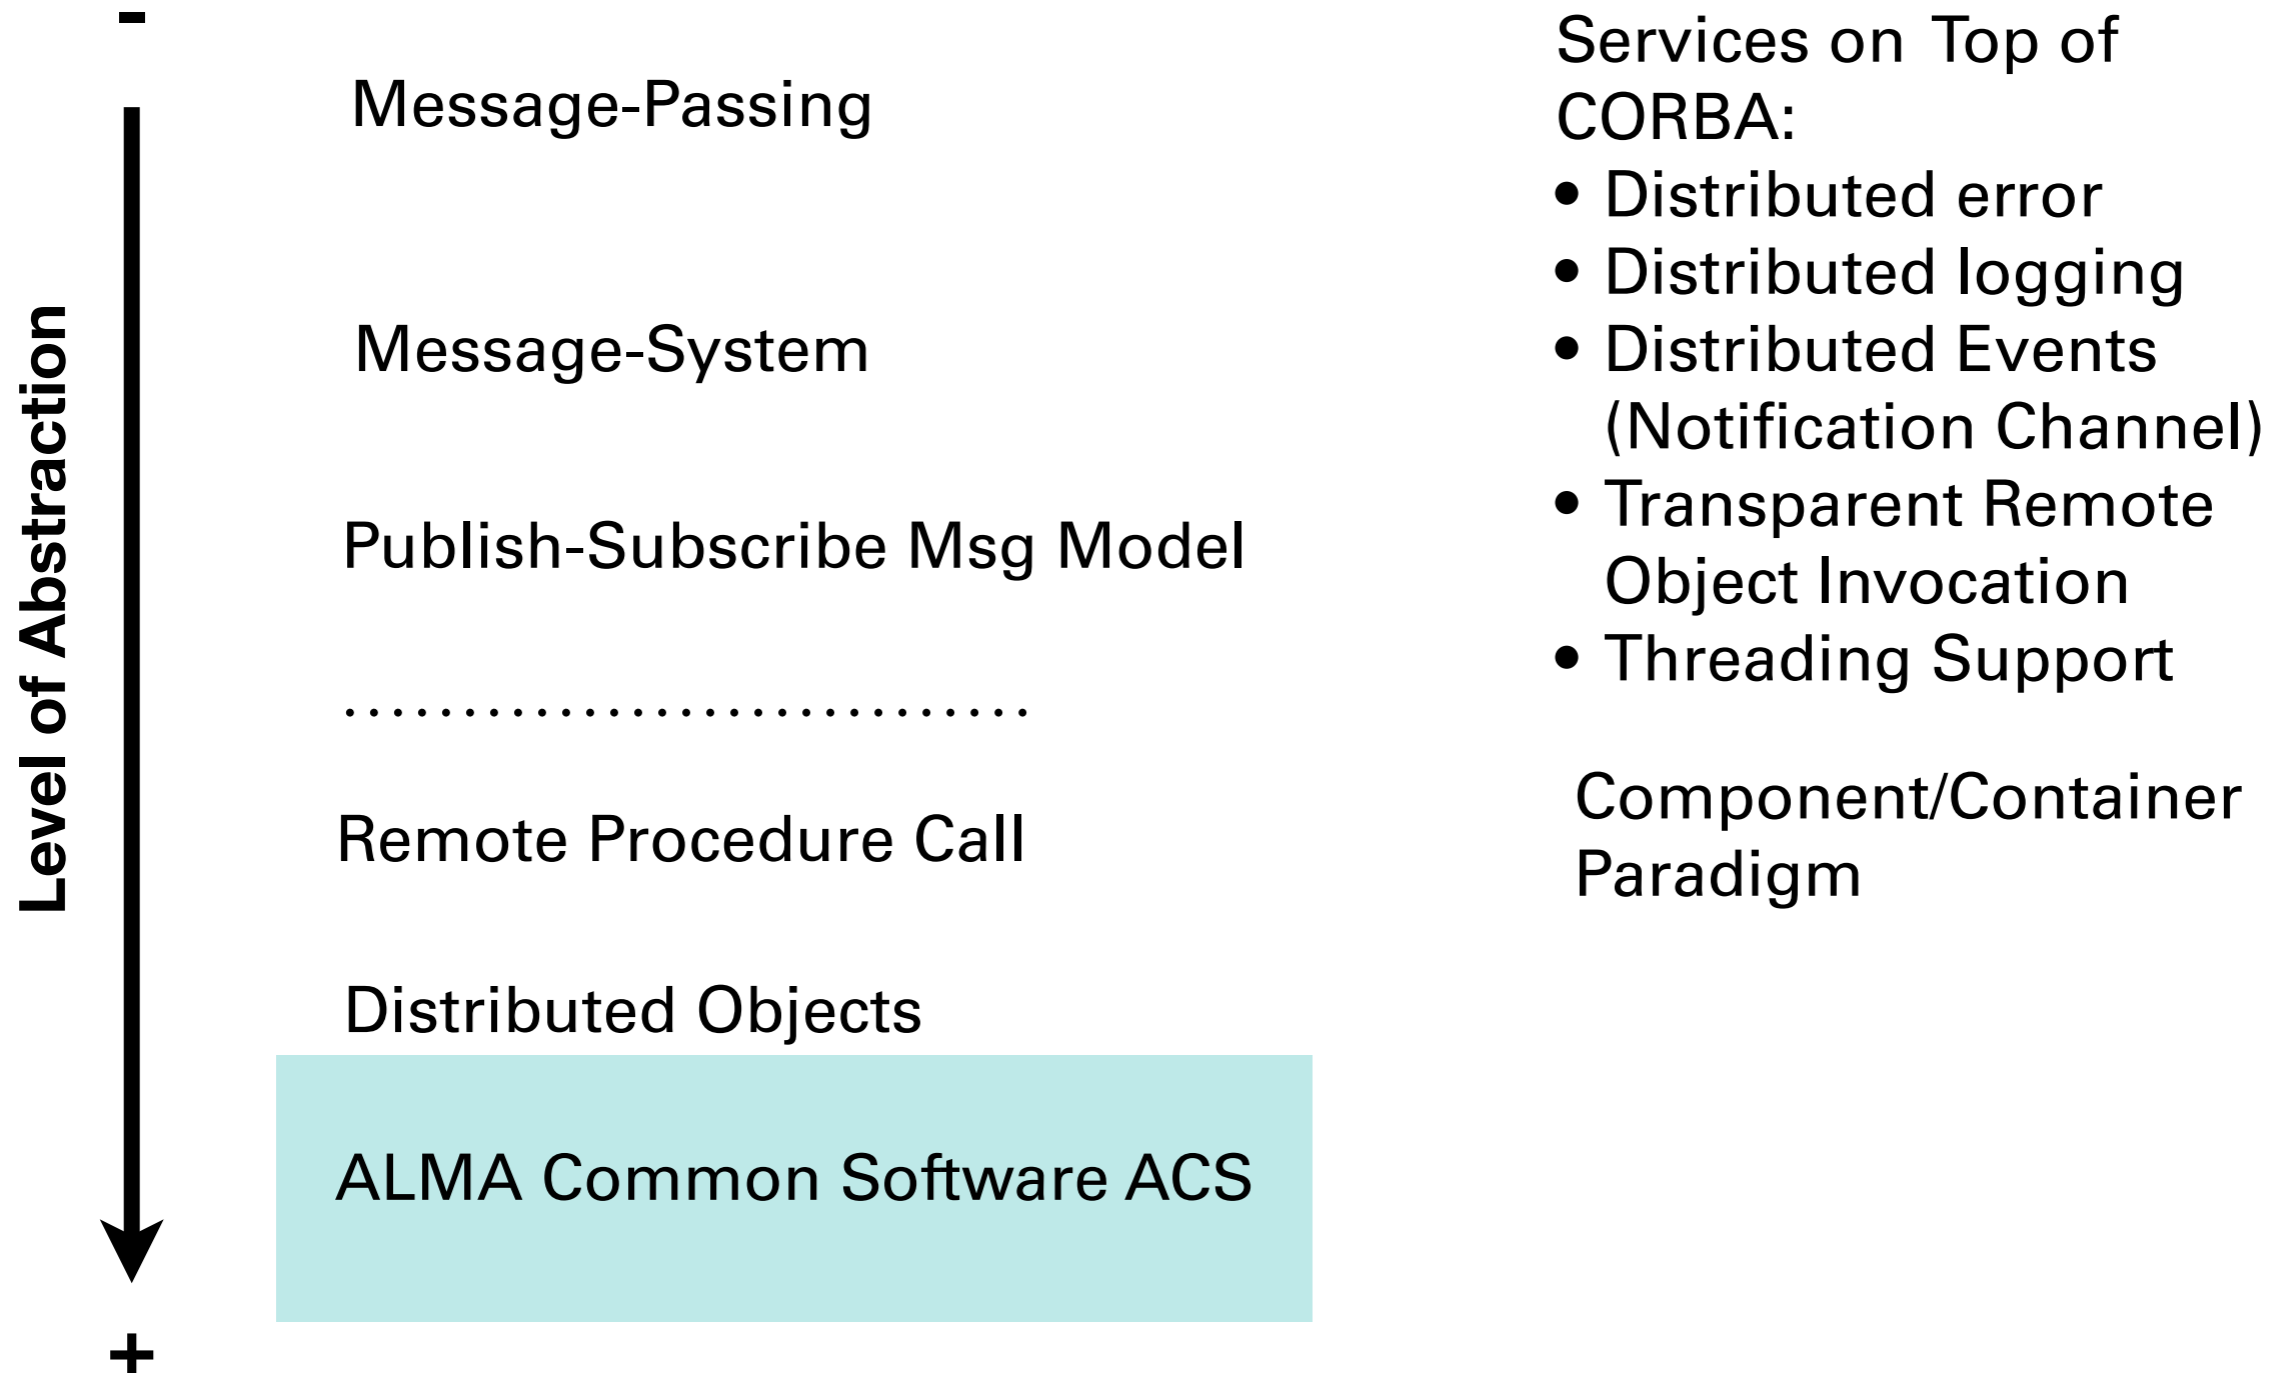 -
Level of Abstraction
+
Message-Passing
Message-System
Publish-Subscribe Msg Model
............................
Remote Procedure Call
Distributed Objects
ALMA Common Software ACS
Services on Top of
CORBA:
• Distributed error
• Distributed logging
• Distributed Events
(Notification Channel)
• Transparent Remote
Object Invocation
• Threading Support
Component/Container
Paradigm